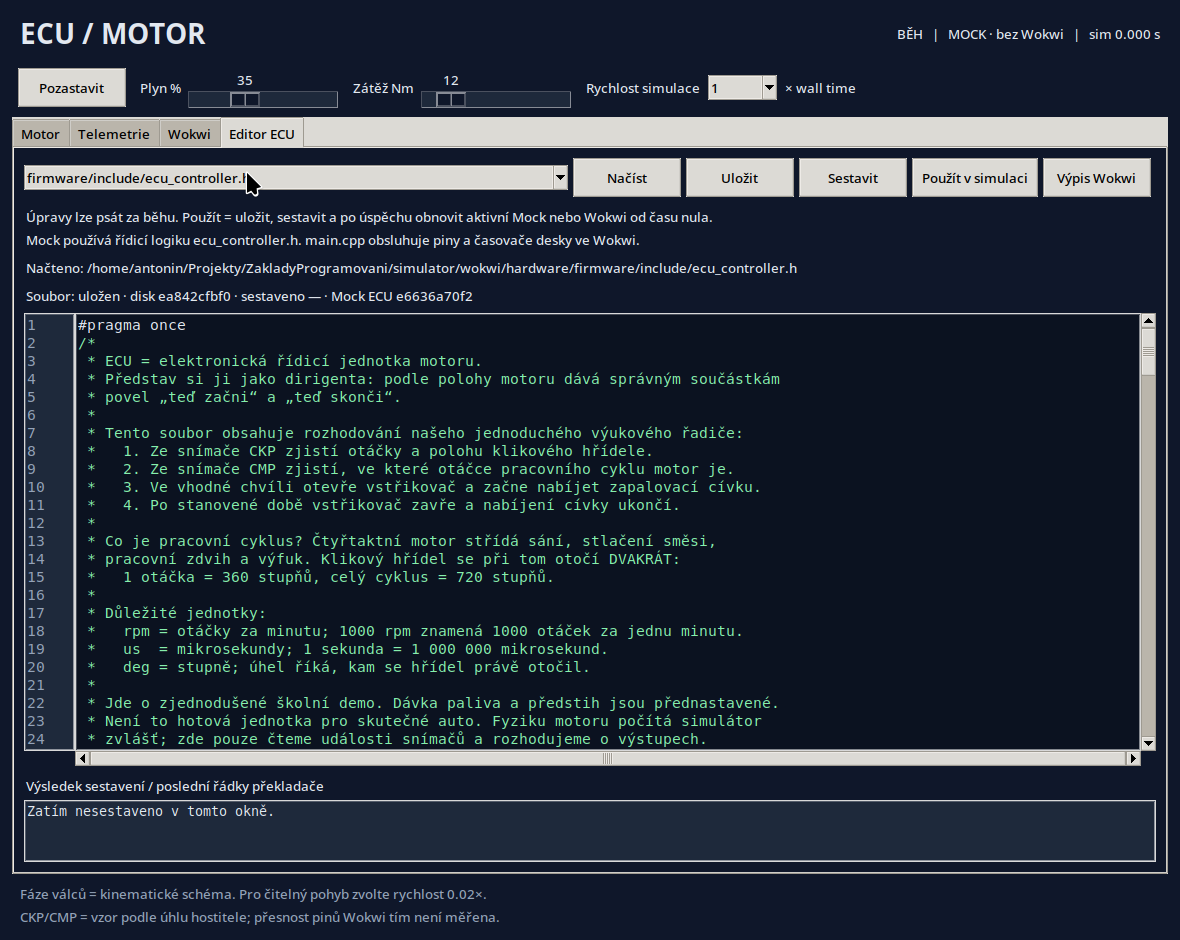 ECU / MOTOR
BĚH | MOCK · bez Wokwi | sim 0.000 s
Pozastavit Plyn % 35 Zátěž Nm 12 Rychlost simulace 1 × wall time
Motor Telemetrie Wokwi Editor ECU
firmware/include/ecu_controller.h Načíst Uložit Sestavit Použít v simulaci Výpis Wokwi
Úpravy lze psát za běhu. Použít = uložit, sestavit a po úspěchu obnovit aktivní Mock nebo Wokwi od času nula.
Mock používá řídicí logiku ecu_controller.h. main.cpp obsluhuje piny a časovače desky ve Wokwi.
Načteno: /home/antonin/Projekty/ZakladyProgramovani/simulator/wokwi/hardware/firmware/include/ecu_controller.h
Soubor: uložen · disk ea842cfbf0 · sestaveno — · Mock ECU e6636a70f2
1 #pragma once
2 /*
3 * ECU = elektronická řídicí jednotka motoru.
4 * Představ si ji jako dirigenta: podle polohy motoru dává správným součástkám
5 * povel „teď začni“ a „teď skonči“.
6 *
7 * Tento soubor obsahuje rozhodování našeho jednoduchého výukového řadiče:
8 * 1. Ze snímače CKP zjistí otáčky a polohu klikového hřídele.
9 * 2. Ze snímače CMP zjistí, ve které otáčce pracovního cyklu motor je.
10 * 3. Ve vhodné chvíli otevře vstřikovač a začne nabíjet zapalovací cívku.
11 * 4. Po stanovené době vstřikovač zavře a nabíjení cívky ukončí.
12 *
13 * Co je pracovní cyklus? Čtyřtaktní motor střídá sání, stlačení směsi,
14 * pracovní zdvih a výfuk. Klikový hřídel se při tom otočí DVAKRÁT:
15 * 1 otáčka = 360 stupňů, celý cyklus = 720 stupňů.
16 *
17 * Důležité jednotky:
18 * rpm = otáčky za minutu; 1000 rpm znamená 1000 otáček za jednu minutu.
19 * us = mikrosekundy; 1 sekunda = 1 000 000 mikrosekund.
20 * deg = stupně; úhel říká, kam se hřídel právě otočil.
21 *
22 * Jde o zjednodušené školní demo. Dávka paliva a předstih jsou přednastavené.
23 * Není to hotová jednotka pro skutečné auto. Fyziku motoru počítá simulátor
24 * zvlášť; zde pouze čteme události snímačů a rozhodujeme o výstupech.
Výsledek sestavení / poslední řádky překladače
Zatím nesestaveno v tomto okně.
Fáze válců = kinematické schéma. Pro čitelný pohyb zvolte rychlost 0.02×.
CKP/CMP = vzor podle úhlu hostitele; přesnost pinů Wokwi tím není měřena.